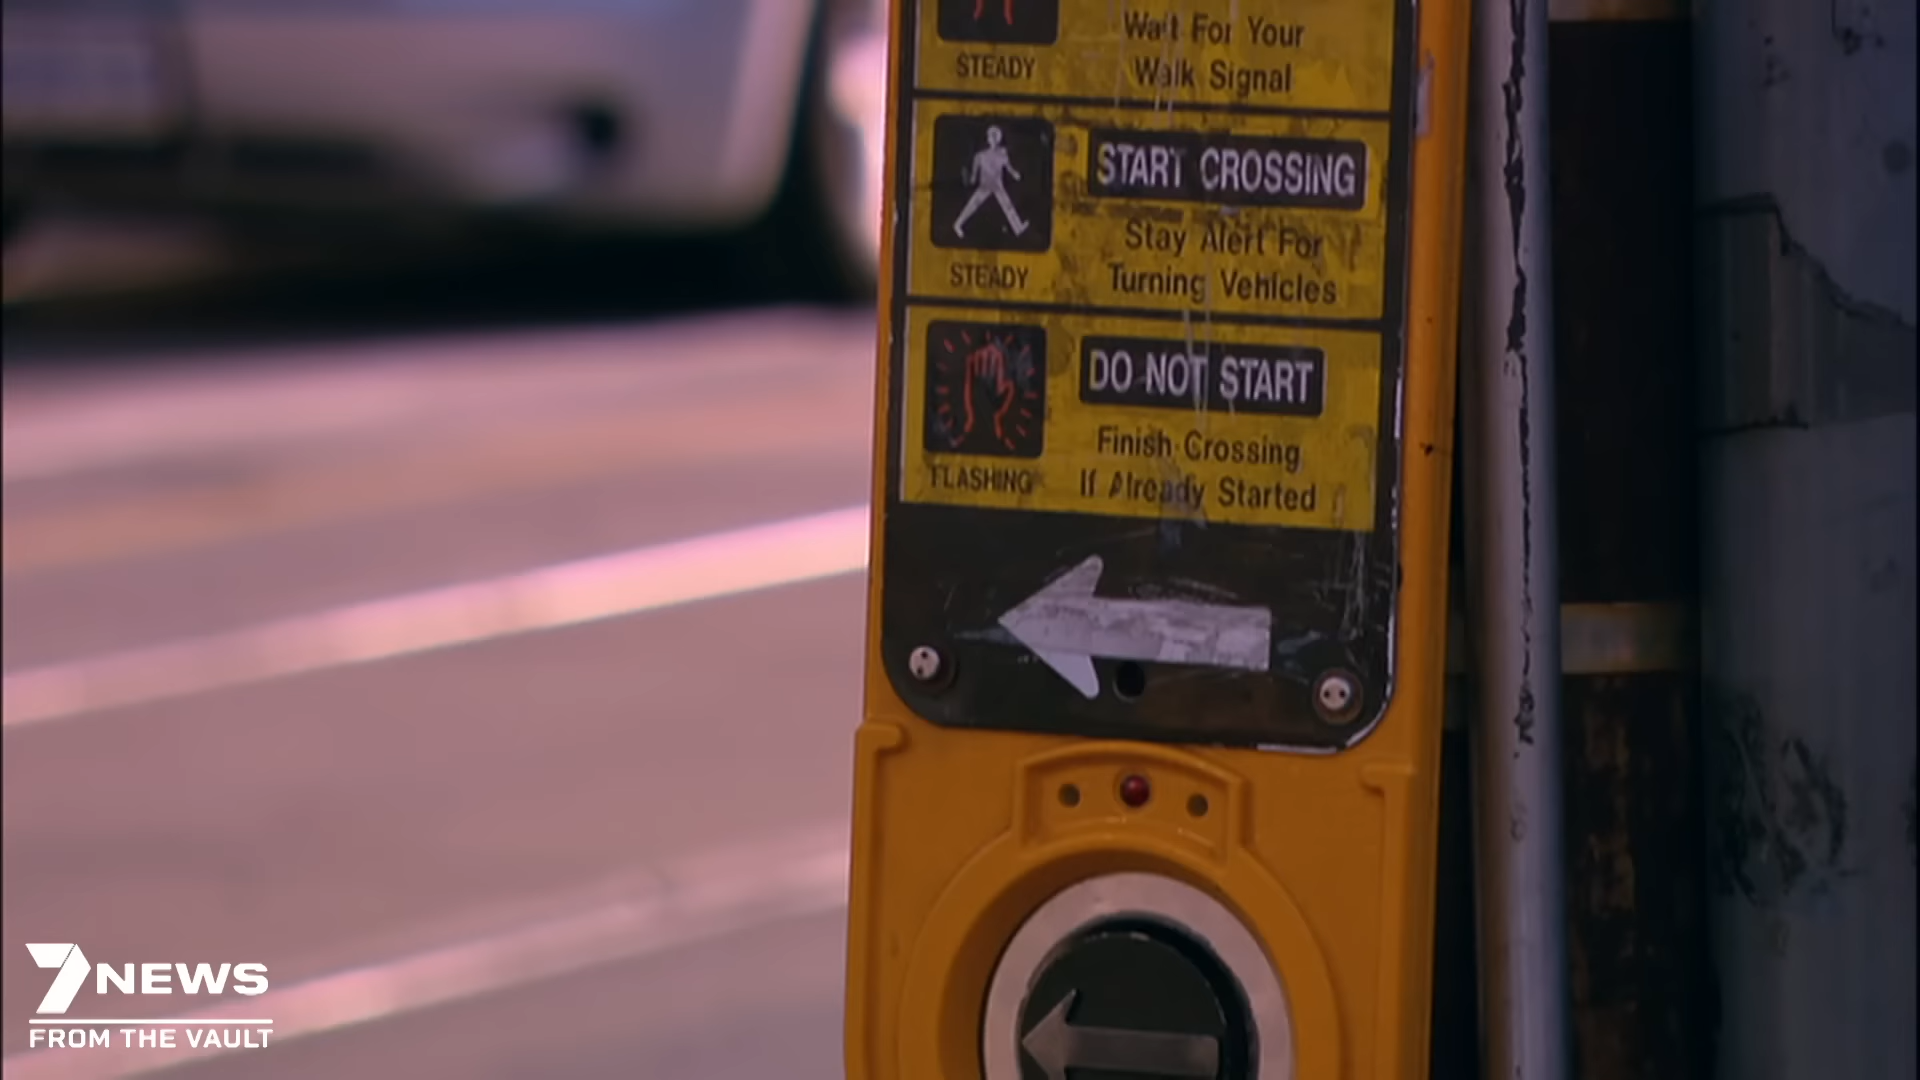 Wait For Your
Walk Signal
STEADY
START CROSSING
Stay Alert For
Turning Vehicles
STEADY
DO NOT START
Finish Crossing
If Already Started
FLASHING
7NEWS
FROM THE VAULT